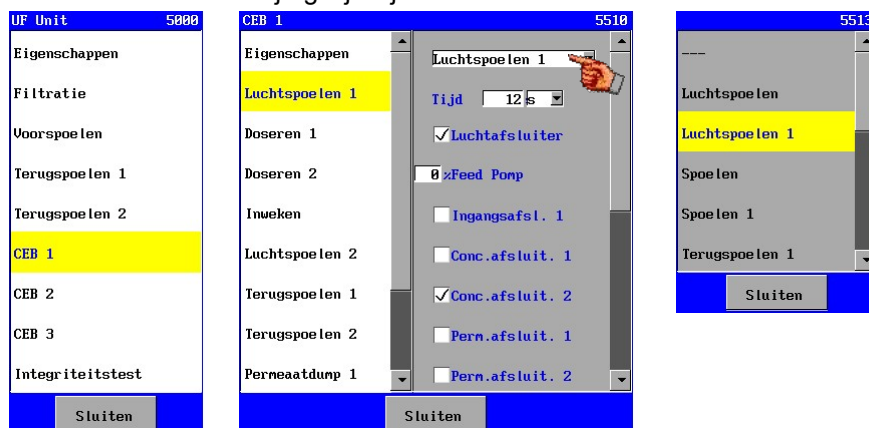 UF Unit 5000
Eigenschappen
Filtratie
Voorspoelen
Terugspoelen 1
Terugspoelen 2
CEB 1
CEB 2
CEB 3
Integriteitstest
Sluiten
CEB 1 5510
Eigenschappen
Luchtspoelen 1
Doseren 1
Doseren 2
Inweken
Luchtspoelen 2
Terugspoelen 1
Terugspoelen 2
Permeaatdump 1
Luchtspoelen 1
Tijd 12 s
Luchtafsluiter
0 %Feed Pomp
Ingangsafsl. 1
Conc.afsluit. 1
Conc.afsluit. 2
Perm.afsluit. 1
Perm.afsluit. 2
Sluiten
5513
---
Luchtspoelen
Luchtspoelen 1
Spoelen
Spoelen 1
Terugspoelen 1
Sluiten